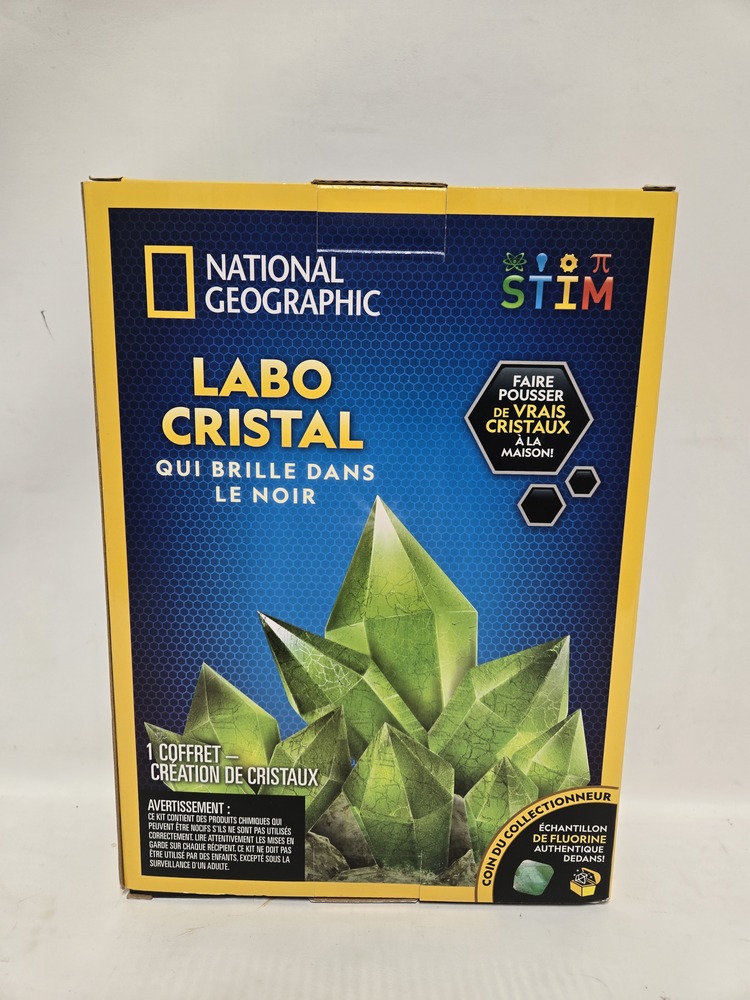 NATIONAL
GEOGRAPHIC
STIM
π
LABO
CRISTAL
QUI BRILLE DANS
LE NOIR
FAIRE
POUSSER
DE VRAIS
CRISTAUX
À LA
MAISON!
1 COFFRET –
CRÉATION DE CRISTAUX
AVERTISSEMENT :
CE KIT CONTIENT DES PRODUITS CHIMIQUES QUI
PEUVENT ÊTRE NOCIFS S'ILS NE SONT PAS UTILISÉS
CORRECTEMENT. LIRE ATTENTIVEMENT LES MISES EN
GARDE SUR CHAQUE RÉCIPIENT. CE KIT NE DOIT PAS
ÊTRE UTILISÉ PAR DES ENFANTS, EXCEPTÉ SOUS LA
SURVEILLANCE D'UN ADULTE.
COIN DU COLLECTIONNEUR
ÉCHANTILLON
DE FLUORINE
AUTHENTIQUE
DEDANS!